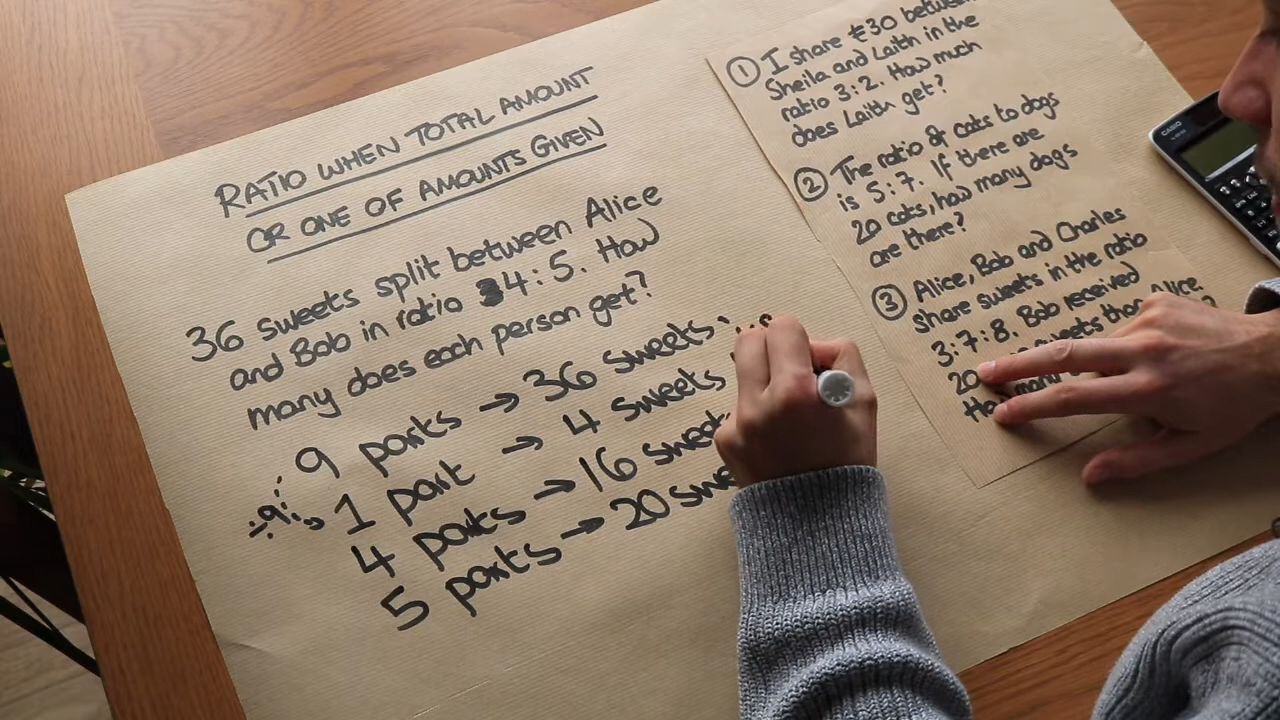 RATIO WHEN TOTAL AMOUNT
OR ONE OF AMOUNTS GIVEN
36 sweets split between Alice
and Bob in ratio 4:5. How
many does each person get?
9 parts → 36 sweets
÷9 1 part → 4 sweets
4 parts → 16 sweets
5 parts → 20
① I share £30 between
Sheila and Laith in the
ratio 3:2. How much
does Laith get?
② The ratio of cats to dogs
is 5:7. If there are
20 cats, how many dogs
are there?
③ Alice, Bob and Charles
share sweets in the ratio
3:7:8. Bob received
20 sweets than Alice.
many
CASIO